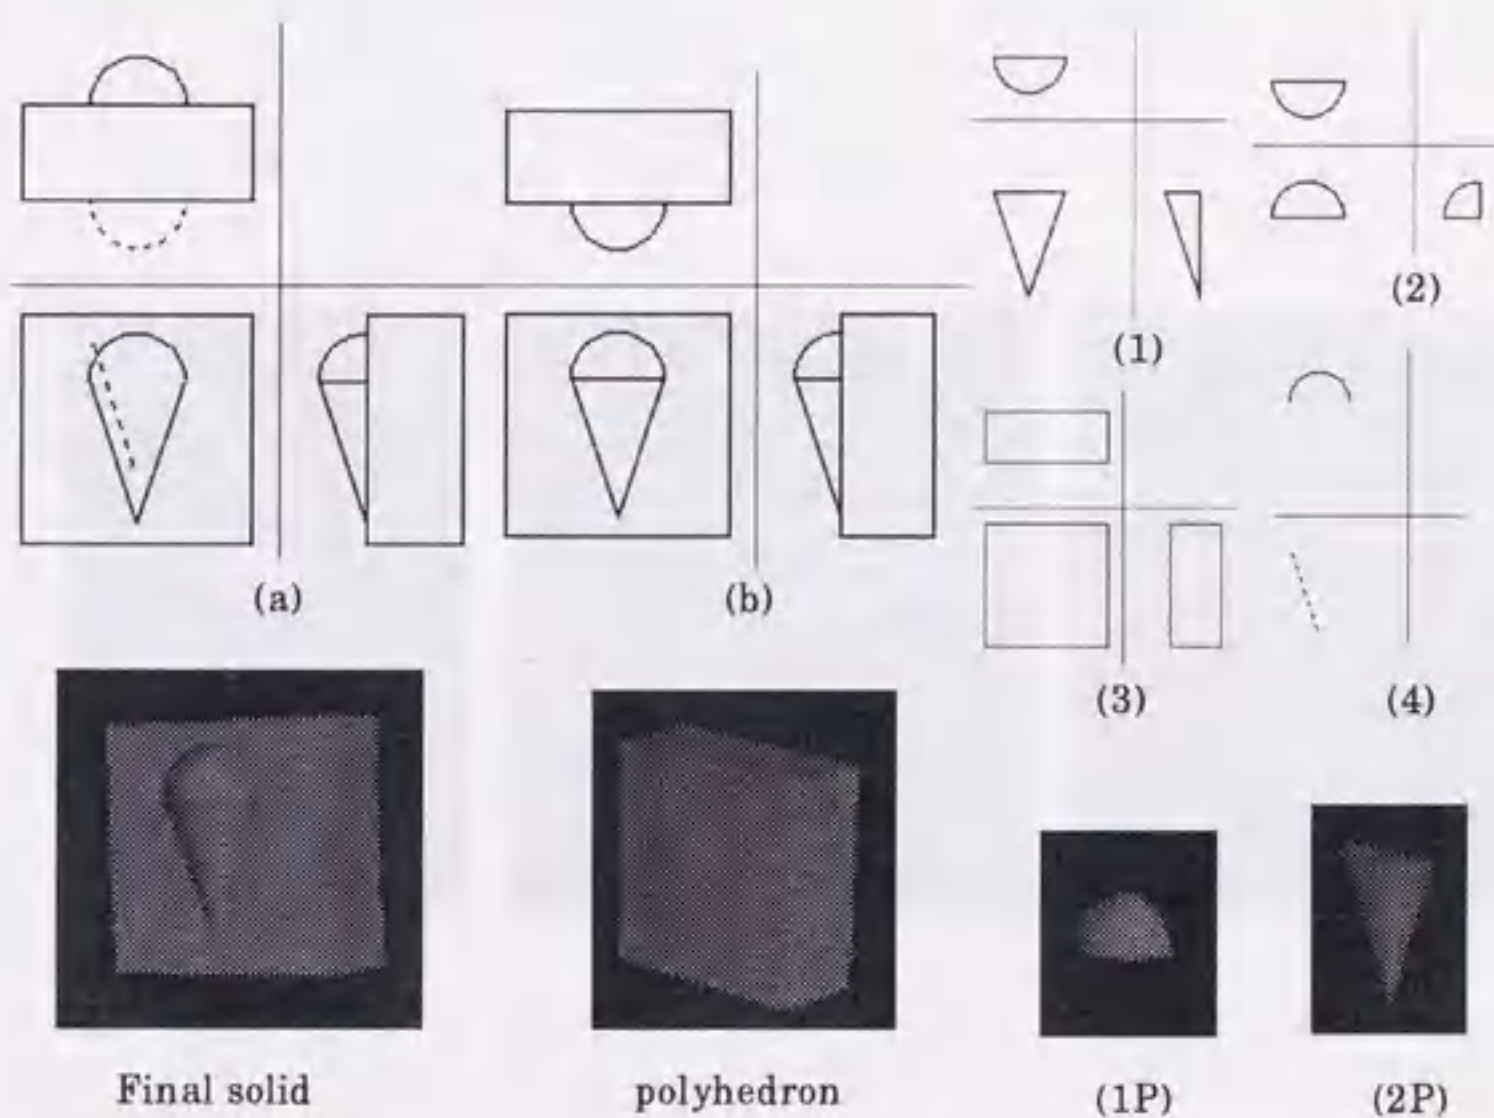 (1)
(2)
(a)
(b)
(3)
(4)
Final solid
polyhedron
(1P)
(2P)